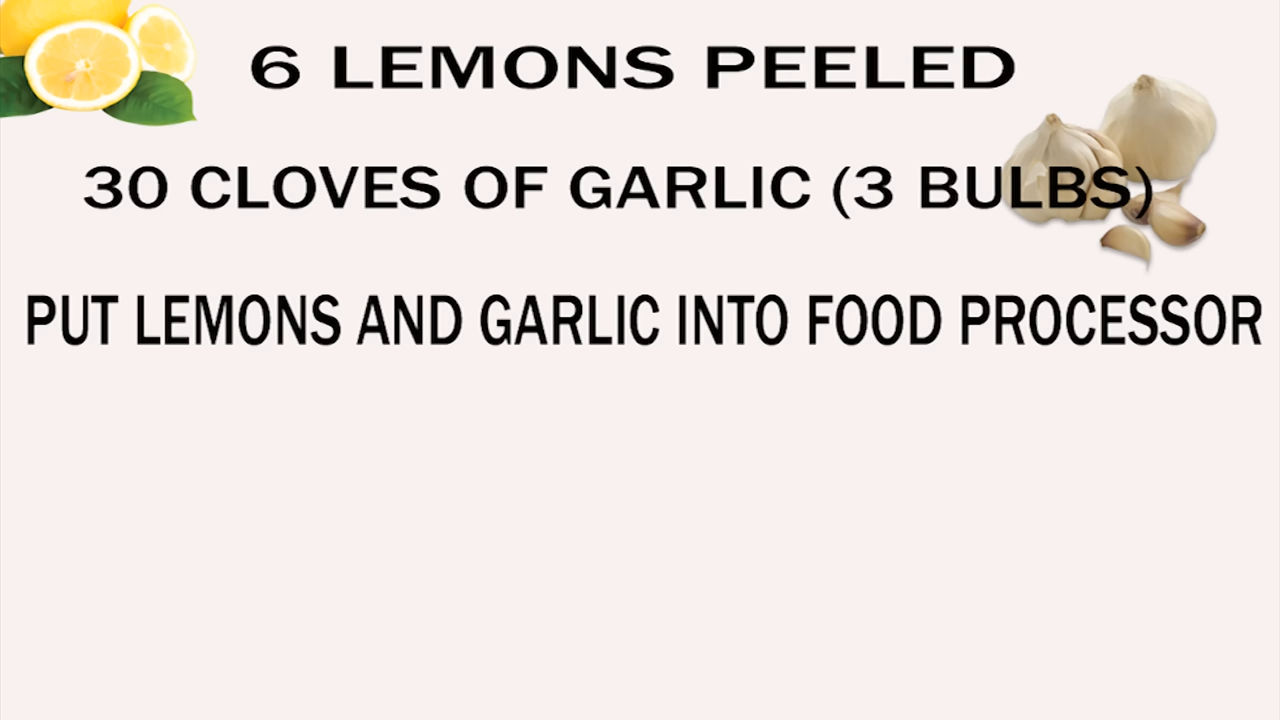 6 LEMONS PEELED
30 CLOVES OF GARLIC (3 BULBS)
PUT LEMONS AND GARLIC INTO FOOD PROCESSOR